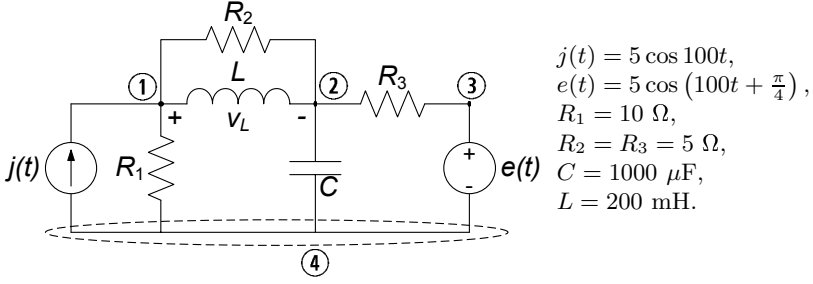 R2
1
L
2
R3
3
+
vL
-
j(t)
R1
C
+
-
e(t)
4
j(t) = 5 cos 100t,
e(t) = 5 cos (100t + π/4),
R1 = 10 Ω,
R2 = R3 = 5 Ω,
C = 1000 μF,
L = 200 mH.